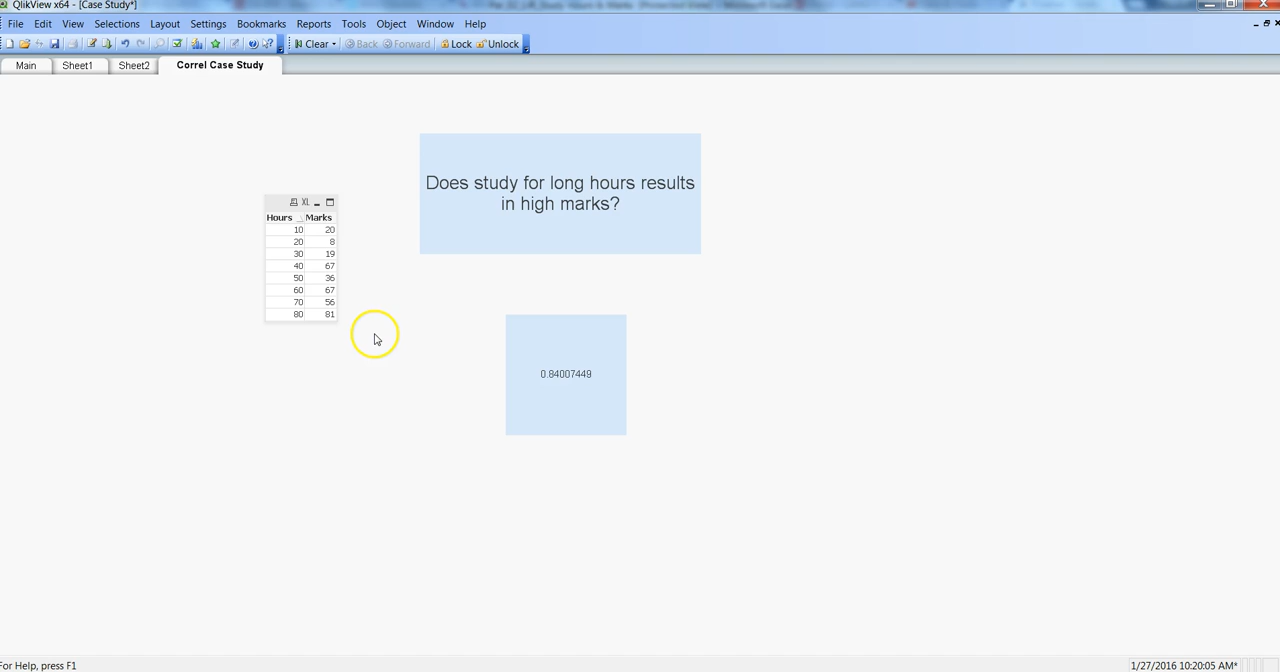 QlikView x64 - [Case Study*]
File Edit View Selections Layout Settings Bookmarks Reports Tools Object Window Help
Clear Back Forward Lock Unlock
Main Sheet1 Sheet2 Correl Case Study
Does study for long hours results
in high marks?
XL
Hours Marks
10 20
20 8
30 19
40 67
50 36
60 67
70 56
80 81
0.84007449
For Help, press F1
1/27/2016 10:20:05 AM*